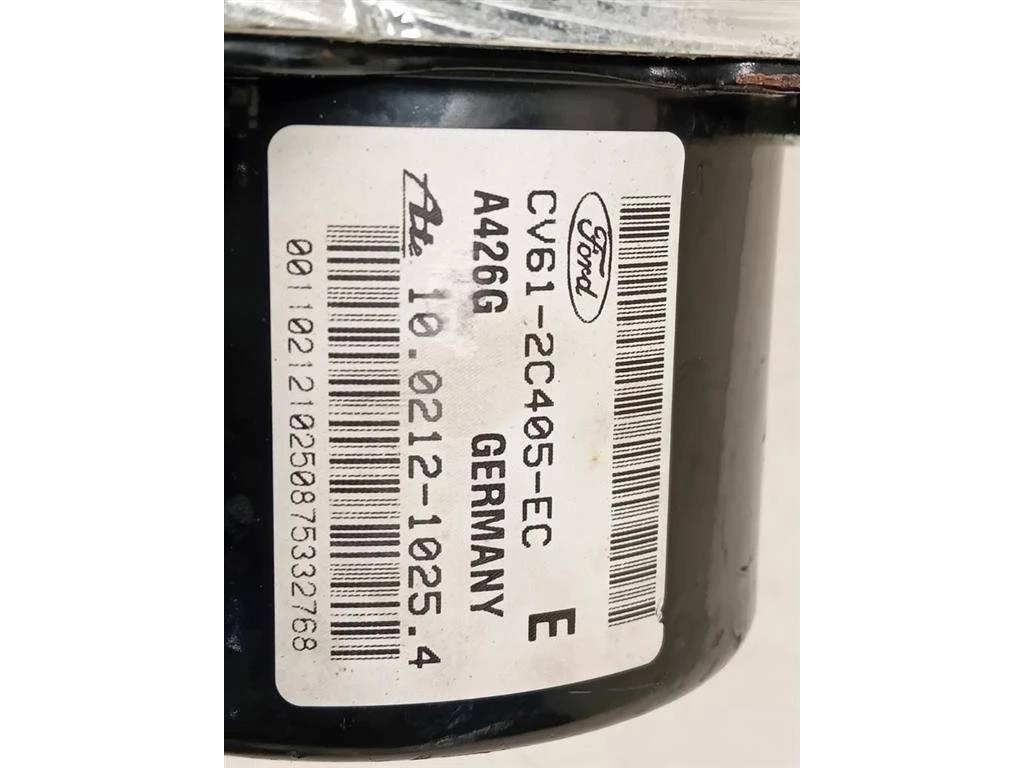 Ford
CV61-2C405-EC E
A426G GERMANY
Ate 10.0212-1025.4
0011021210250875332768